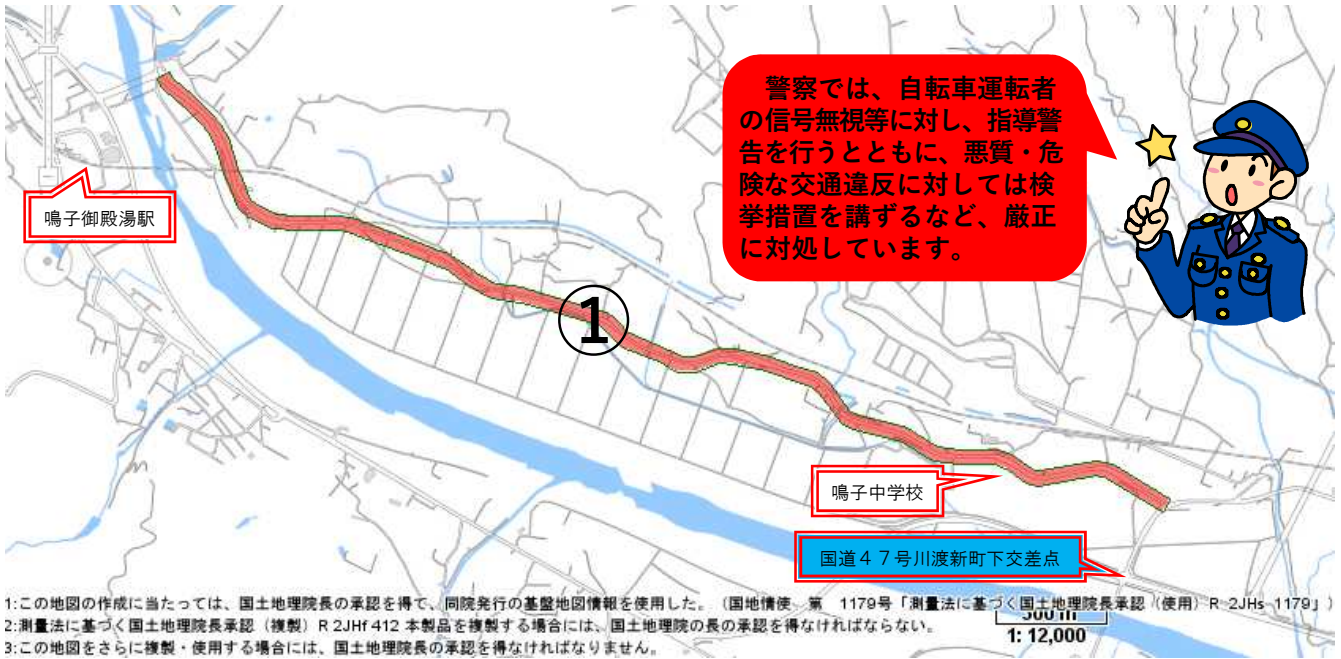 警察では、自転車運転者
の信号無視等に対し、指導警
告を行うとともに、悪質・危
険な交通違反に対しては検
挙措置を講ずるなど、厳正
に対処しています。
鳴子御殿湯駅
①
鳴子中学校
国道47号川渡新町下交差点
1:この地図の作成に当たっては、国土地理院長の承認を得て、同院発行の基盤地図情報を使用した。（国地情使、第 1179号「測量法に基づく国土地理院長承認（使用）R 2JHs 1179」）
2:測量法に基づく国土地理院長承認（複製）R 2JHf 412 本製品を複製する場合には、国土地理院の長の承認を得なければならない。
3:この地図をさらに複製・使用する場合には、国土地理院長の承認を得なければなりません。
300 m
1: 12,000